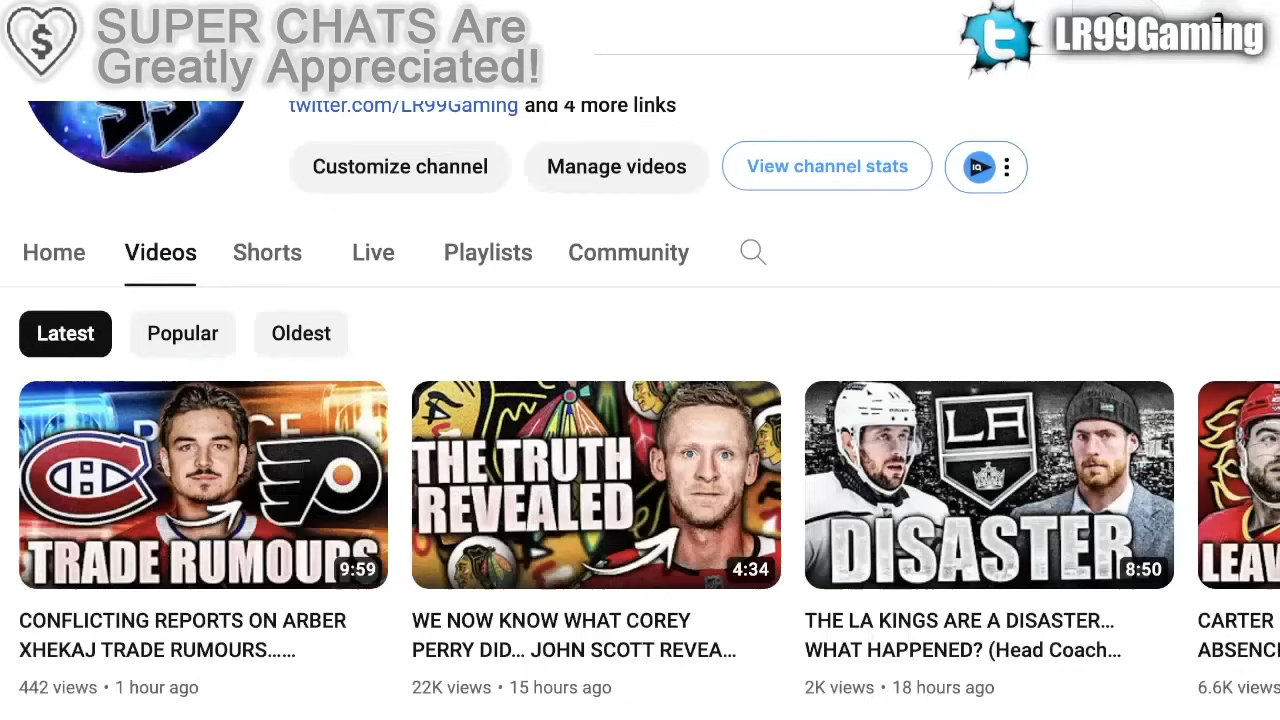 SUPER CHATS Are
Greatly Appreciated!
LR99Gaming
twitter.com/LR99Gaming and 4 more links
Customize channel
Manage videos
View channel stats
IQ
Home
Videos
Shorts
Live
Playlists
Community
Latest
Popular
Oldest
TRADE RUMOURS
9:59
THE TRUTH
REVEALED
4:34
LA
DISASTER
8:50
LEAV
CONFLICTING REPORTS ON ARBER
XHEKAJ TRADE RUMOURS……
442 views • 1 hour ago
WE NOW KNOW WHAT COREY
PERRY DID... JOHN SCOTT REVEA...
22K views • 15 hours ago
THE LA KINGS ARE A DISASTER...
WHAT HAPPENED? (Head Coach...
2K views • 18 hours ago
CARTER
ABSENC
6.6K views